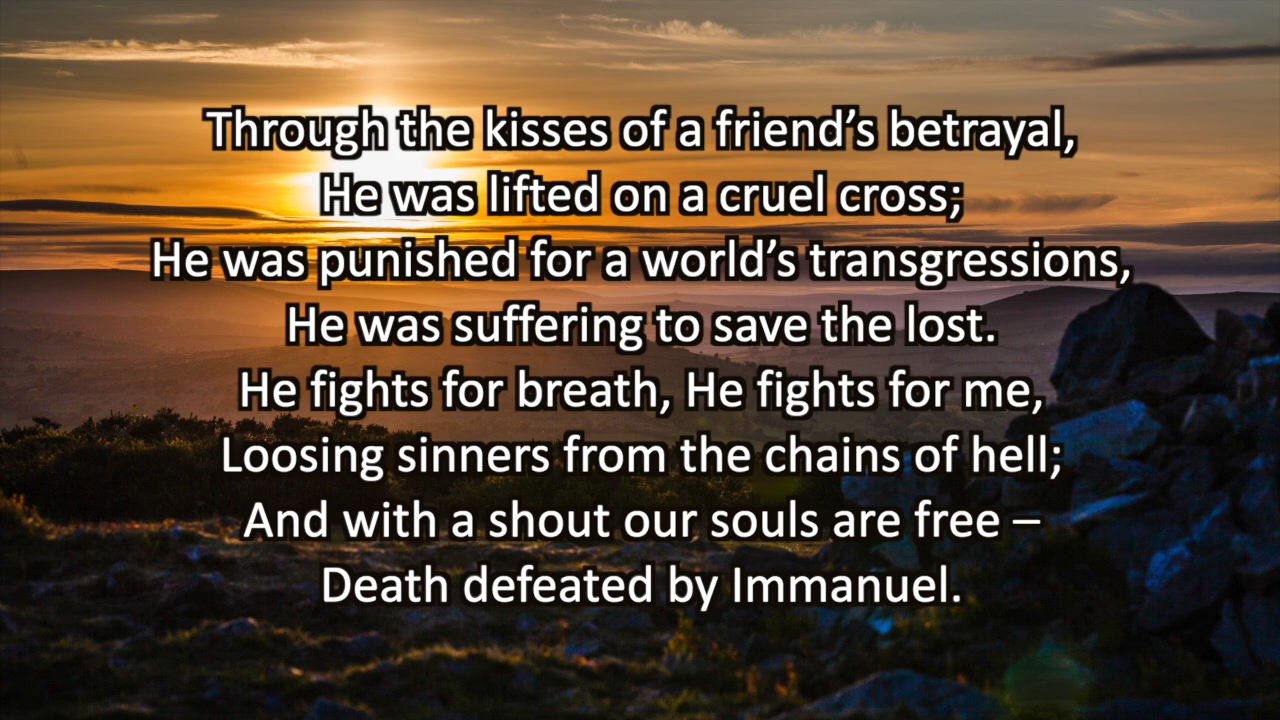 Through the kisses of a friend’s betrayal,
He was lifted on a cruel cross;
He was punished for a world’s transgressions,
He was suffering to save the lost.
He fights for breath, He fights for me,
Loosing sinners from the chains of hell;
And with a shout our souls are free –
Death defeated by Immanuel.